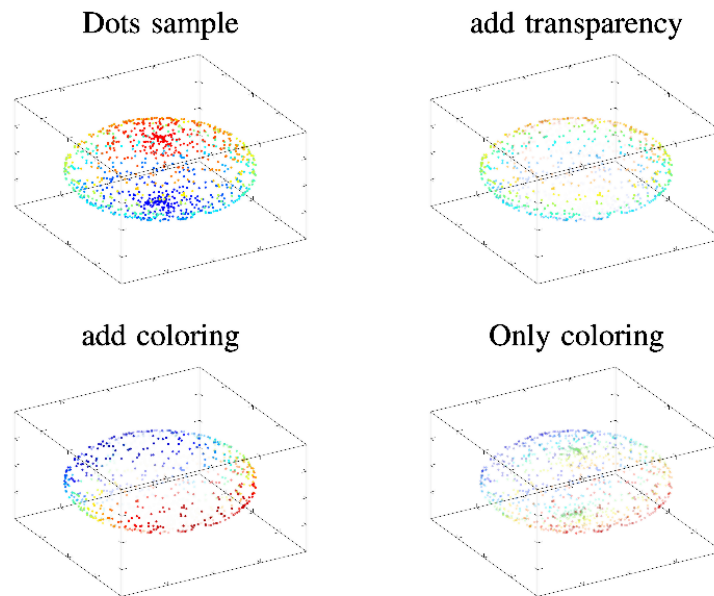 Dots sample
add transparency
add coloring
Only coloring